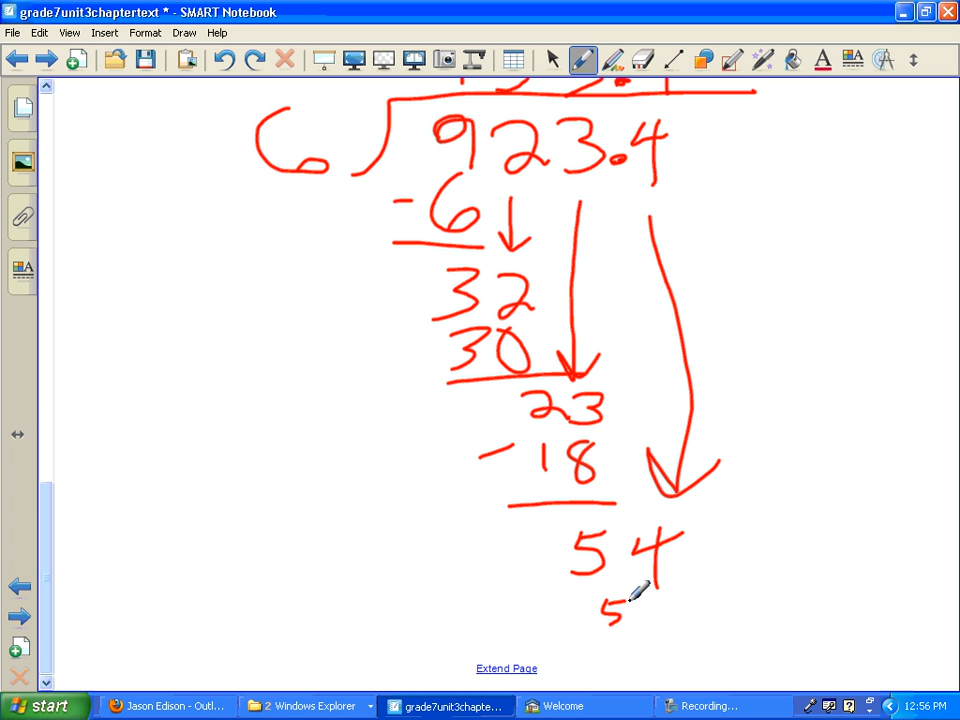 grade7unit3chaptertext * - SMART Notebook
File Edit View Insert Format Draw Help
6 923.4
-6
32
30
23
-18
54
5
Extend Page
start Jason Edison - Outl... 2 Windows Explorer grade7unit3chapte... Welcome Recording... 12:56 PM